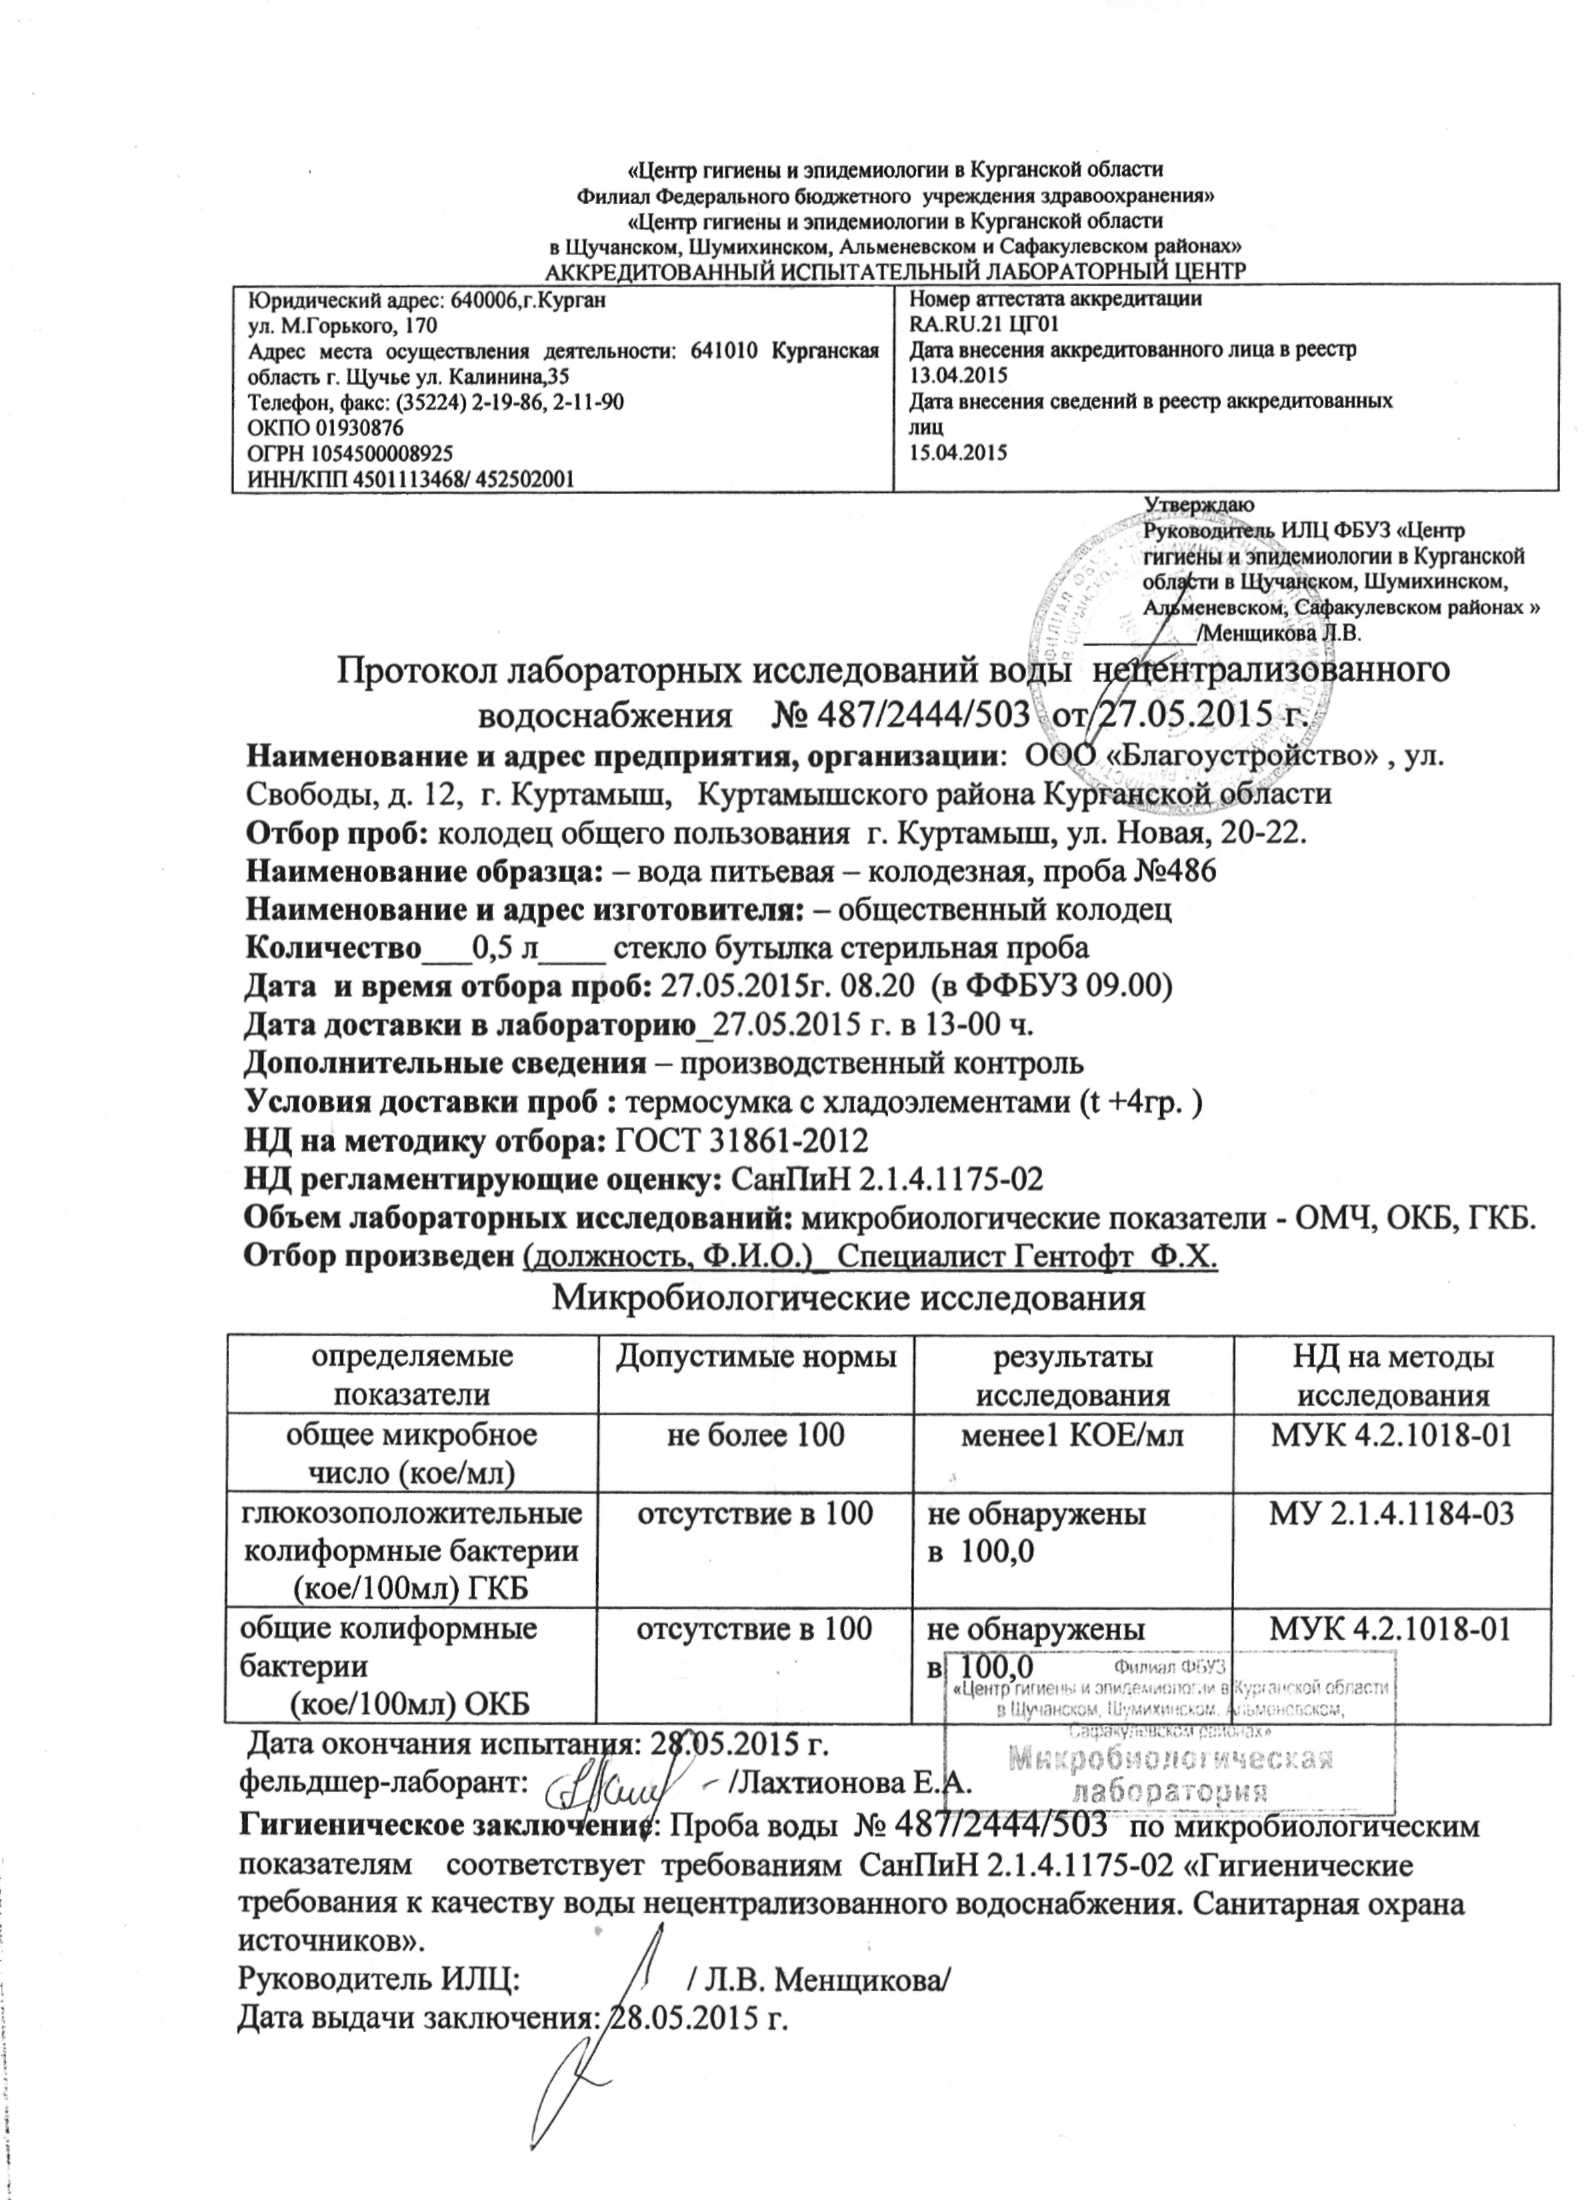 «Центр гигиены и эпидемиологии в Курганской области
Филиал Федерального бюджетного учреждения здравоохранения»
«Центр гигиены и эпидемиологии в Курганской области
в Щучанском, Шумихинском, Альменевском и Сафакулевском районах»
АККРЕДИТОВАННЫЙ ИСПЫТАТЕЛЬНЫЙ ЛАБОРАТОРНЫЙ ЦЕНТР
Юридический адрес: 640006,г.Курган
ул. М.Горького, 170
Адрес места осуществления деятельности: 641010 Курганская
область г. Щучье ул. Калинина,35
Телефон, факс: (35224) 2-19-86, 2-11-90
ОКПО 01930876
ОГРН 1054500008925
ИНН/КПП 4501113468/ 452502001
Номер аттестата аккредитации
RA.RU.21 ЦГ01
Дата внесения аккредитованного лица в реестр
13.04.2015
Дата внесения сведений в реестр аккредитованных
лиц
15.04.2015
Утверждаю
Руководитель ИЛЦ ФБУЗ «Центр
гигиены и эпидемиологии в Курганской
области в Щучанском, Шумихинском,
Альменевском, Сафакулевском районах »
__________/Менщикова Л.В.
Протокол лабораторных исследований воды нецентрализованного
водоснабжения № 487/2444/503 от 27.05.2015 г.
Наименование и адрес предприятия, организации: ООО «Благоустройство» , ул.
Свободы, д. 12, г. Куртамыш, Куртамышского района Курганской области
Отбор проб: колодец общего пользования г. Куртамыш, ул. Новая, 20-22.
Наименование образца: – вода питьевая – колодезная, проба №486
Наименование и адрес изготовителя: – общественный колодец
Количество___0,5 л____ стекло бутылка стерильная проба
Дата и время отбора проб: 27.05.2015г. 08.20 (в ФФБУЗ 09.00)
Дата доставки в лабораторию_27.05.2015 г. в 13-00 ч.
Дополнительные сведения – производственный контроль
Условия доставки проб : термосумка с хладоэлементами (t +4гр. )
НД на методику отбора: ГОСТ 31861-2012
НД регламентирующие оценку: СанПиН 2.1.4.1175-02
Объем лабораторных исследований: микробиологические показатели - ОМЧ, ОКБ, ГКБ.
Отбор произведен (должность, Ф.И.О.)_ Специалист Гентофт Ф.Х.
Микробиологические исследования
определяемые показатели Допустимые нормы результаты исследования НД на методы исследования
общее микробное число (кое/мл) не более 100 менее1 КОЕ/мл МУК 4.2.1018-01
глюкозоположительные колиформные бактерии (кое/100мл) ГКБ отсутствие в 100 не обнаружены в 100,0 МУ 2.1.4.1184-03
общие колиформные бактерии (кое/100мл) ОКБ отсутствие в 100 не обнаружены в 100,0 МУК 4.2.1018-01
Филиал ФБУЗ
«Центр гигиены и эпидемиологии в Курганской области
в Щучанском, Шумихинском, Альменевском,
Сафакулевском районах»
Микробиологическая
лаборатория
Дата окончания испытания: 28.05.2015 г.
фельдшер-лаборант: /Лахтионова Е.А.
Гигиеническое заключение: Проба воды № 487/2444/503 по микробиологическим
показателям соответствует требованиям СанПиН 2.1.4.1175-02 «Гигиенические
требования к качеству воды нецентрализованного водоснабжения. Санитарная охрана
источников».
Руководитель ИЛЦ: / Л.В. Менщикова/
Дата выдачи заключения: 28.05.2015 г.